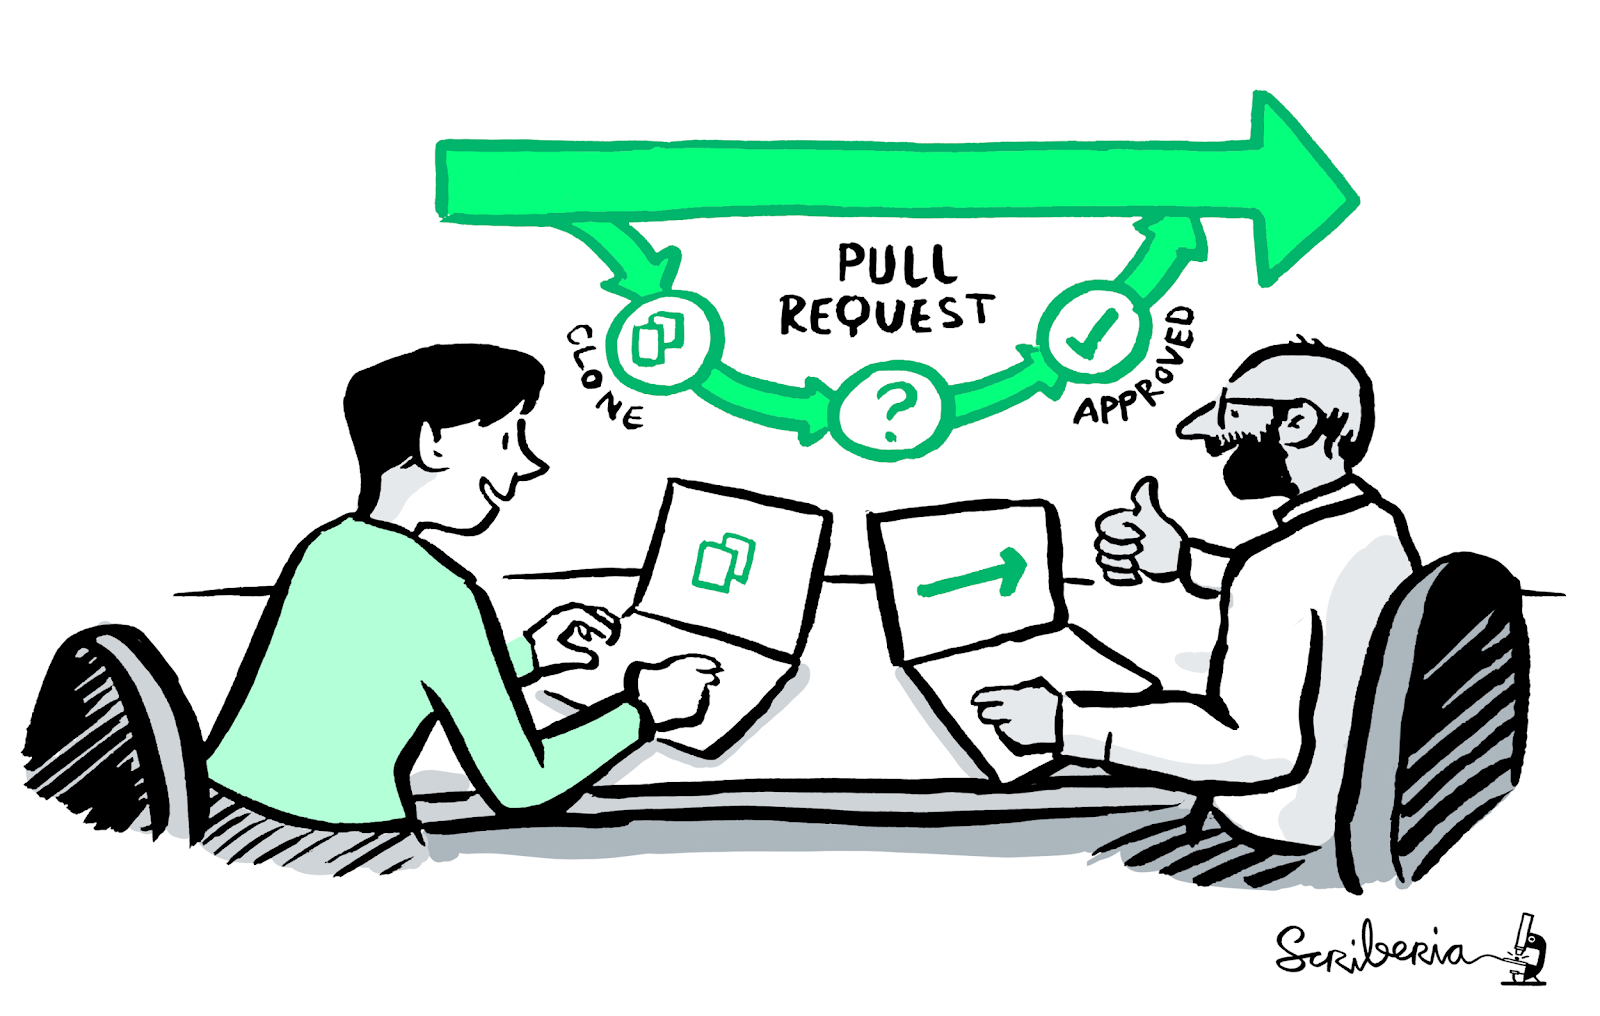 PULL
REQUEST
CLONE
?
APPROVED
Scriberia